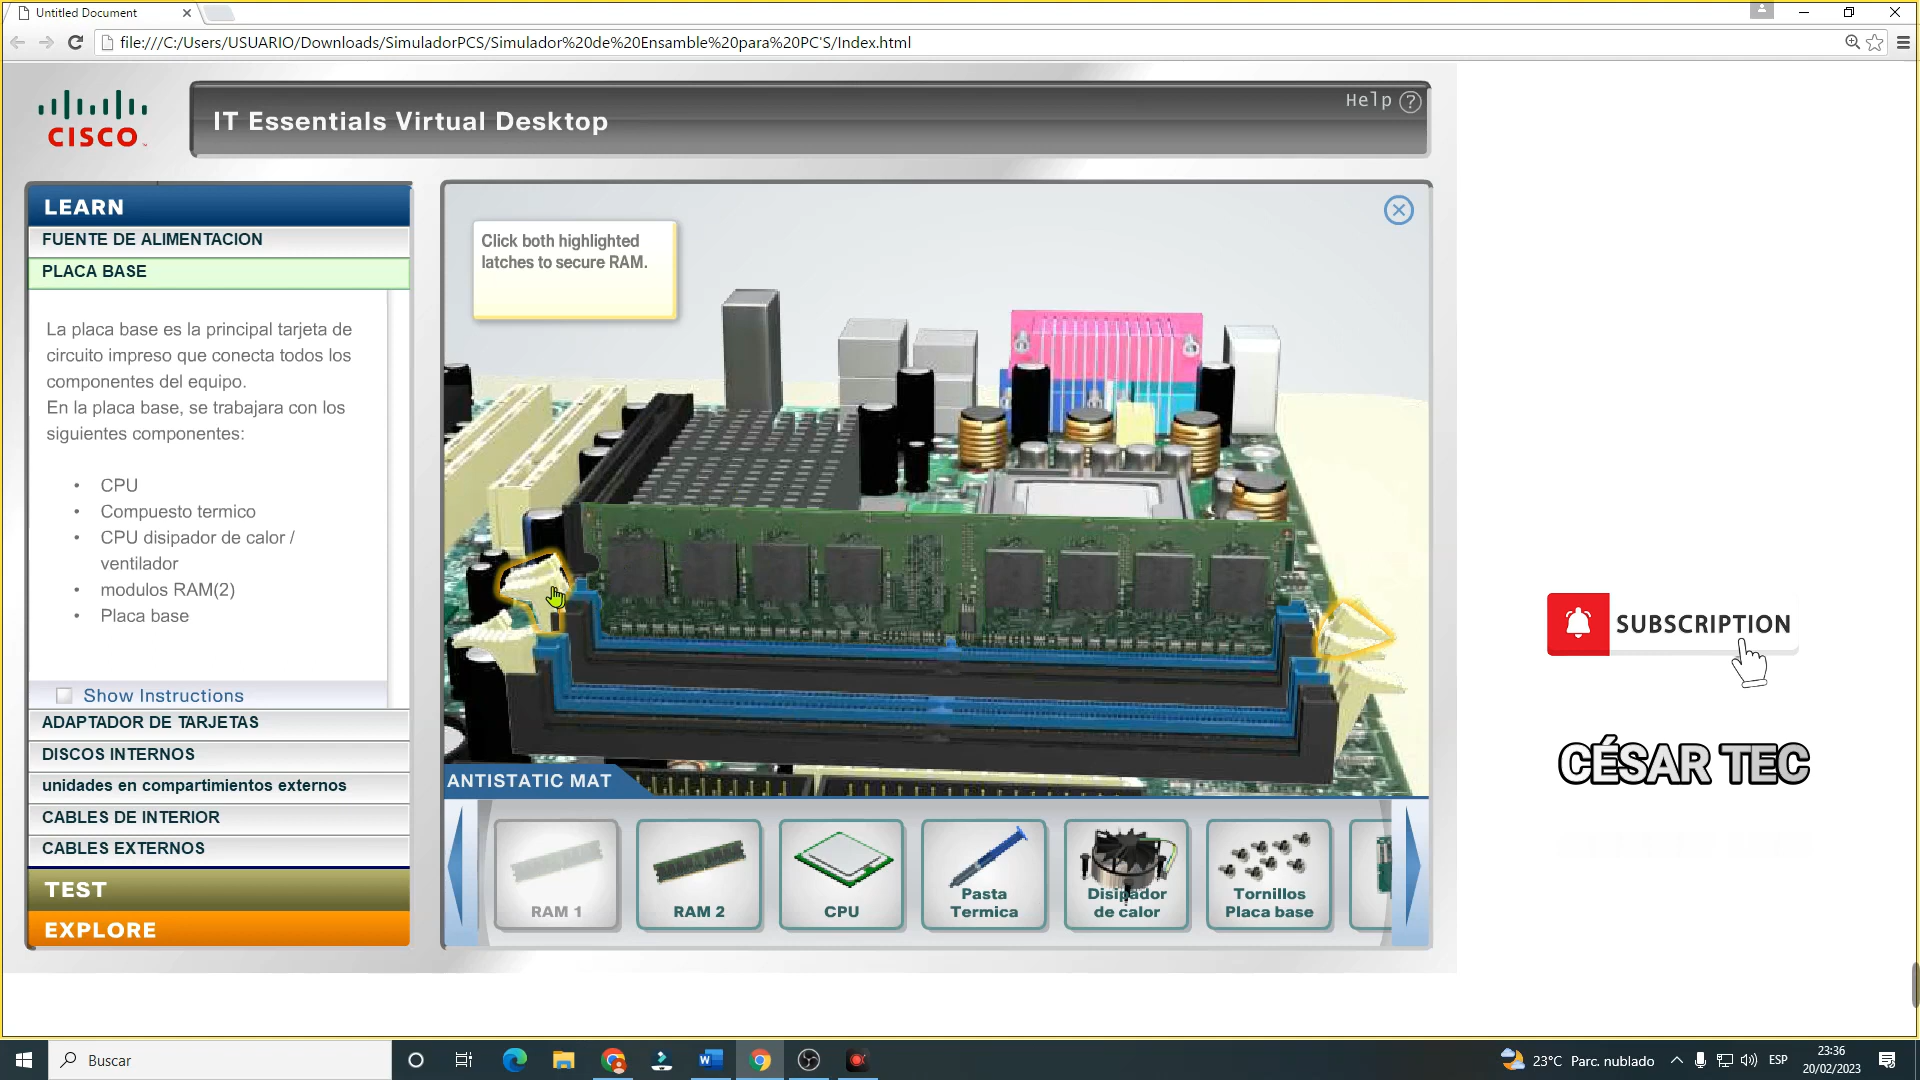 Untitled Document
file:///C:/Users/USUARIO/Downloads/SimuladorPCS/Simulador%20de%20Ensamble%20para%20PC'S/Index.html
CISCO
IT Essentials Virtual Desktop
Help ?
LEARN
FUENTE DE ALIMENTACION
PLACA BASE
La placa base es la principal tarjeta de
circuito impreso que conecta todos los
componentes del equipo.
En la placa base, se trabajara con los
siguientes componentes:
• CPU
• Compuesto termico
• CPU disipador de calor /
ventilador
• modulos RAM(2)
• Placa base
Show Instructions
ADAPTADOR DE TARJETAS
DISCOS INTERNOS
unidades en compartimientos externos
CABLES DE INTERIOR
CABLES EXTERNOS
TEST
EXPLORE
Click both highlighted
latches to secure RAM.
ANTISTATIC MAT
RAM 1
RAM 2
CPU
Pasta
Termica
Disipador
de calor
Tornillos
Placa base
SUBSCRIPTION
CÉSAR TEC
Buscar
23°C Parc. nublado
ESP
23:36
20/02/2023